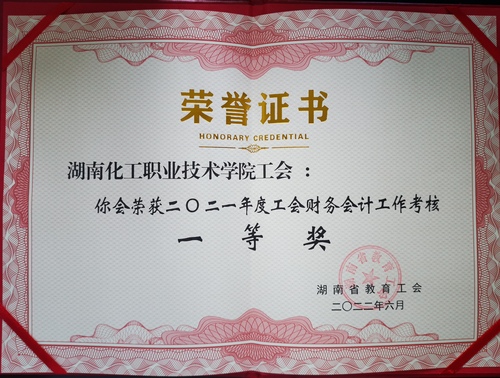 荣誉证书
HONORARY CREDENTIAL
湖南化工职业技术学院工会：
你会荣获二〇二一年度工会财务会计工作考核
一等奖
湖南省教育工会
二〇二二年六月